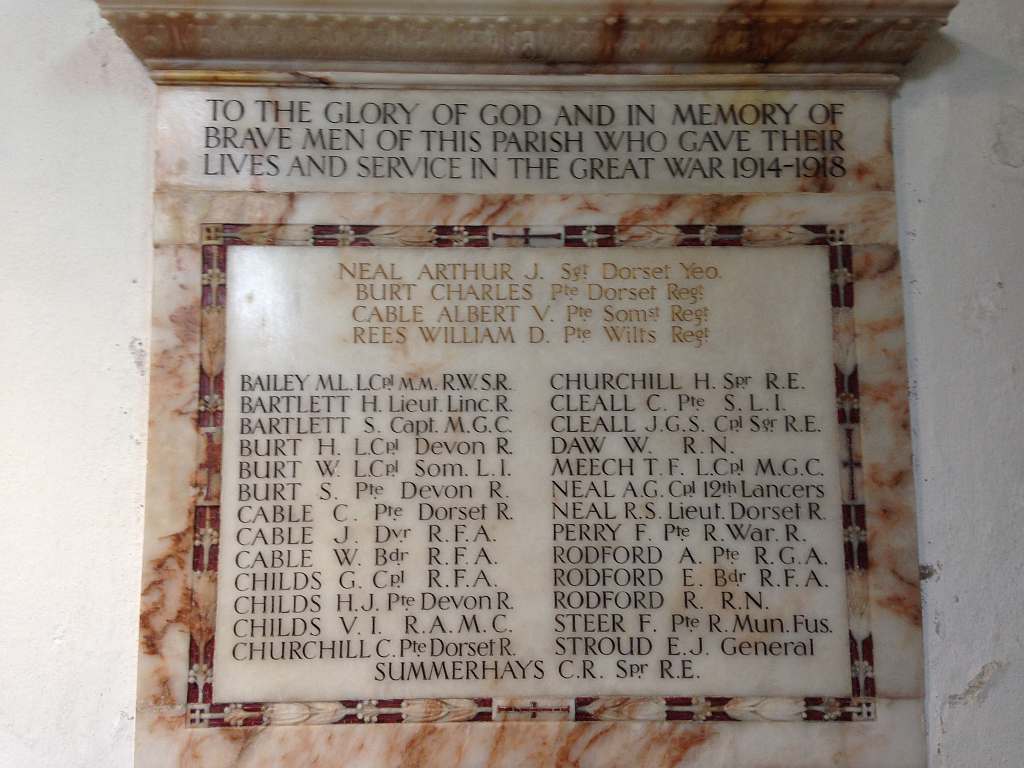 TO THE GLORY OF GOD AND IN MEMORY OF
BRAVE MEN OF THIS PARISH WHO GAVE THEIR
LIVES AND SERVICE IN THE GREAT WAR 1914-1918
NEAL ARTHUR J. Sgt Dorset Yeo.
BURT CHARLES Pte Dorset Regt
CABLE ALBERT V. Pte Somst Regt
REES WILLIAM D. Pte Wilts Regt
BAILEY M.L. L.Cpl M.M. R.W.S.R.
BARTLETT H. Lieut. Linc. R.
BARTLETT S. Capt. M.G.C.
BURT H. L.Cpl Devon R.
BURT W. L.Cpl Som. L.I.
BURT S. Pte Devon R.
CABLE C. Pte Dorset R.
CABLE J. Dvr R.F.A.
CABLE W. Bdr R.F.A.
CHILDS G. Cpl R.F.A.
CHILDS H.J. Pte Devon R.
CHILDS V.I. R.A.M.C.
CHURCHILL C. Pte Dorset R.
CHURCHILL H. Spr R.E.
CLEALL C. Pte S.L.I.
CLEALL J.G.S. Cpl Sgr R.E.
DAW W. R.N.
MEECH T.F. L.Cpl M.G.C.
NEAL A.G. Cpl 12th Lancers
NEAL R.S. Lieut. Dorset R.
PERRY F. Pte R. War. R.
RODFORD A. Pte R.G.A.
RODFORD E. Bdr R.F.A.
RODFORD R. R.N.
STEER F. Pte R. Mun. Fus.
STROUD E.J. General
SUMMERHAYS C.R. Spr R.E.